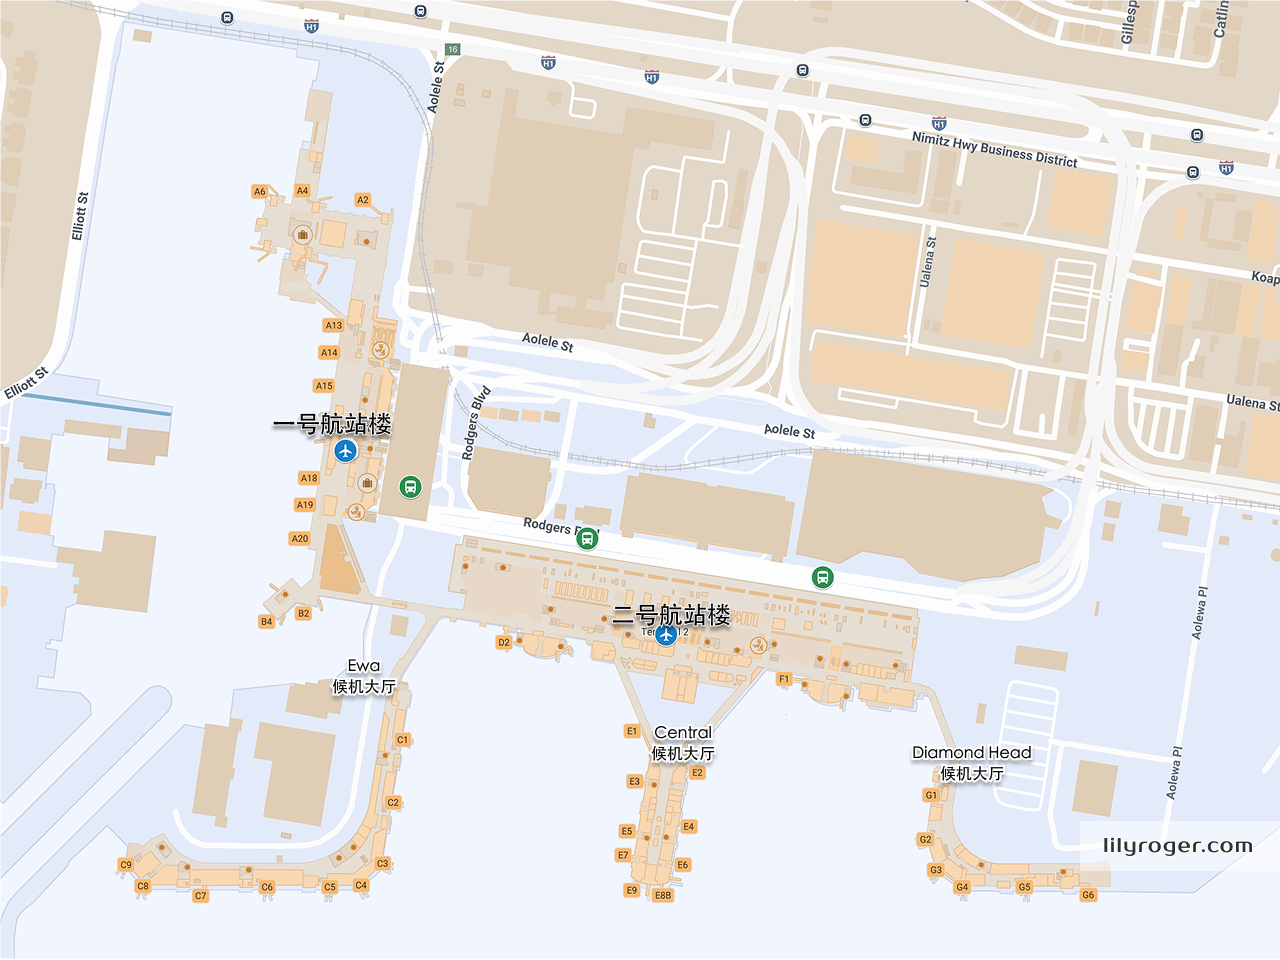 H1
16
H1
H1
H1
H1
Gillesp
Catlin
Aolele St
Nimitz Hwy Business District
Elliott St
A6
A4
A2
Ualena St
Koap
A13
A14
A15
Aolele St
Elliott St
Rodgers Blvd
Ualena St
一号航站楼
Aolele St
A18
A19
A20
Rodgers
B4
B2
二号航站楼
D2
F1
Aolewa Pl
Ewa
候机大厅
C1
C2
C3
C4
C5
C6
C7
C8
C9
Central
候机大厅
E1
E2
E3
E4
E5
E6
E7
E9
E8B
Diamond Head
候机大厅
G1
G2
G3
G4
G5
G6
Aolewa Pl
lilyroger.com